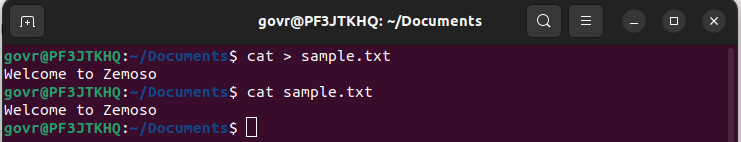 govr@PF3JTKHQ: ~/Documents
govr@PF3JTKHQ:~/Documents$ cat > sample.txt
Welcome to Zemoso
govr@PF3JTKHQ:~/Documents$ cat sample.txt
Welcome to Zemoso
govr@PF3JTKHQ:~/Documents$